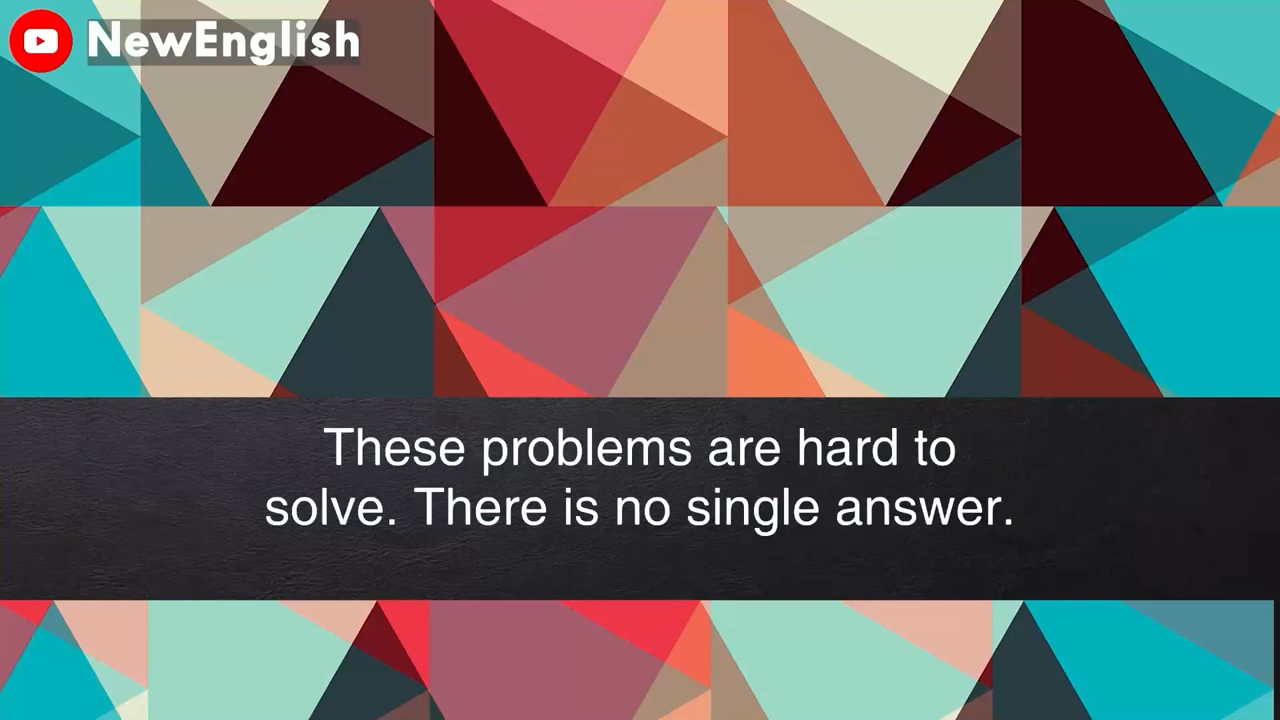 NewEnglish
These problems are hard to
solve. There is no single answer.